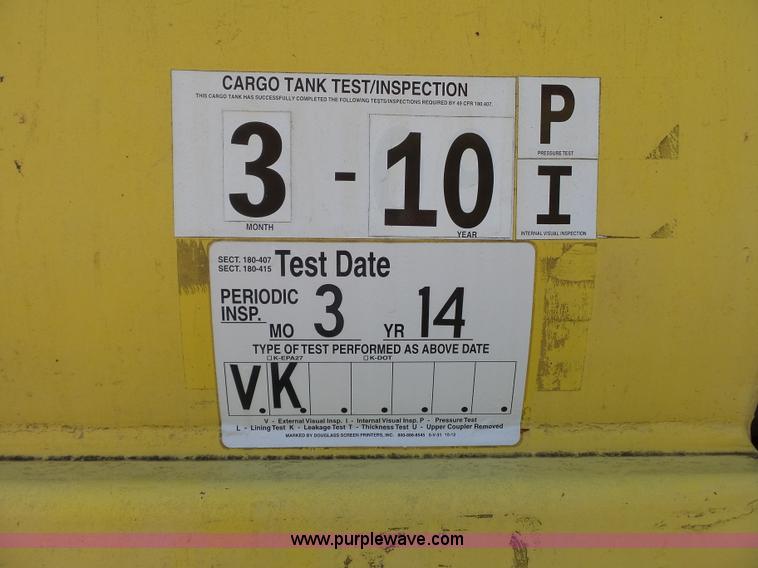 CARGO TANK TEST/INSPECTION
THIS CARGO TANK HAS SUCCESSFULLY COMPLETED THE FOLLOWING TESTS/INSPECTIONS REQUIRED BY 49 CFR 180.407.
3 - 10
MONTH YEAR
P
PRESSURE TEST
I
INTERNAL VISUAL INSPECTION
SECT. 180-407
SECT. 180-415
Test Date
PERIODIC
INSP.
MO 3 YR 14
TYPE OF TEST PERFORMED AS ABOVE DATE
K-EPA27 K-DOT
V. K. . . . . .
V - External Visual Insp. I - Internal Visual Insp. P - Pressure Test
L - Lining Test K - Leakage Test T - Thickness Test U - Upper Coupler Removed
MARKED BY DOUGLASS SCREEN PRINTERS, INC.
www.purplewave.com